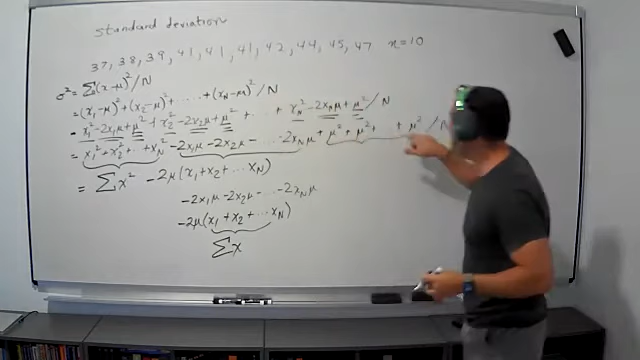 standard deviation
37, 38, 39, 41, 41, 41, 42, 44, 45, 47 n=10
σ² = Σ(x-μ)²/N
= (x₁-μ)² + (x₂-μ)² + ····· + (x_N-μ)²/N
= x₁²-2x₁μ+μ² + x₂²-2x₂μ+μ² + ··· + x_N²-2x_Nμ+μ²/N
= x₁²+x₂²+··+x_N² -2x₁μ-2x₂μ-···2x_Nμ + μ²+μ²+ ·· +μ² /N
= Σx² -2μ(x₁+x₂+···x_N)
-2x₁μ-2x₂μ-···-2x_Nμ
-2μ(x₁+x₂+···x_N)
Σx